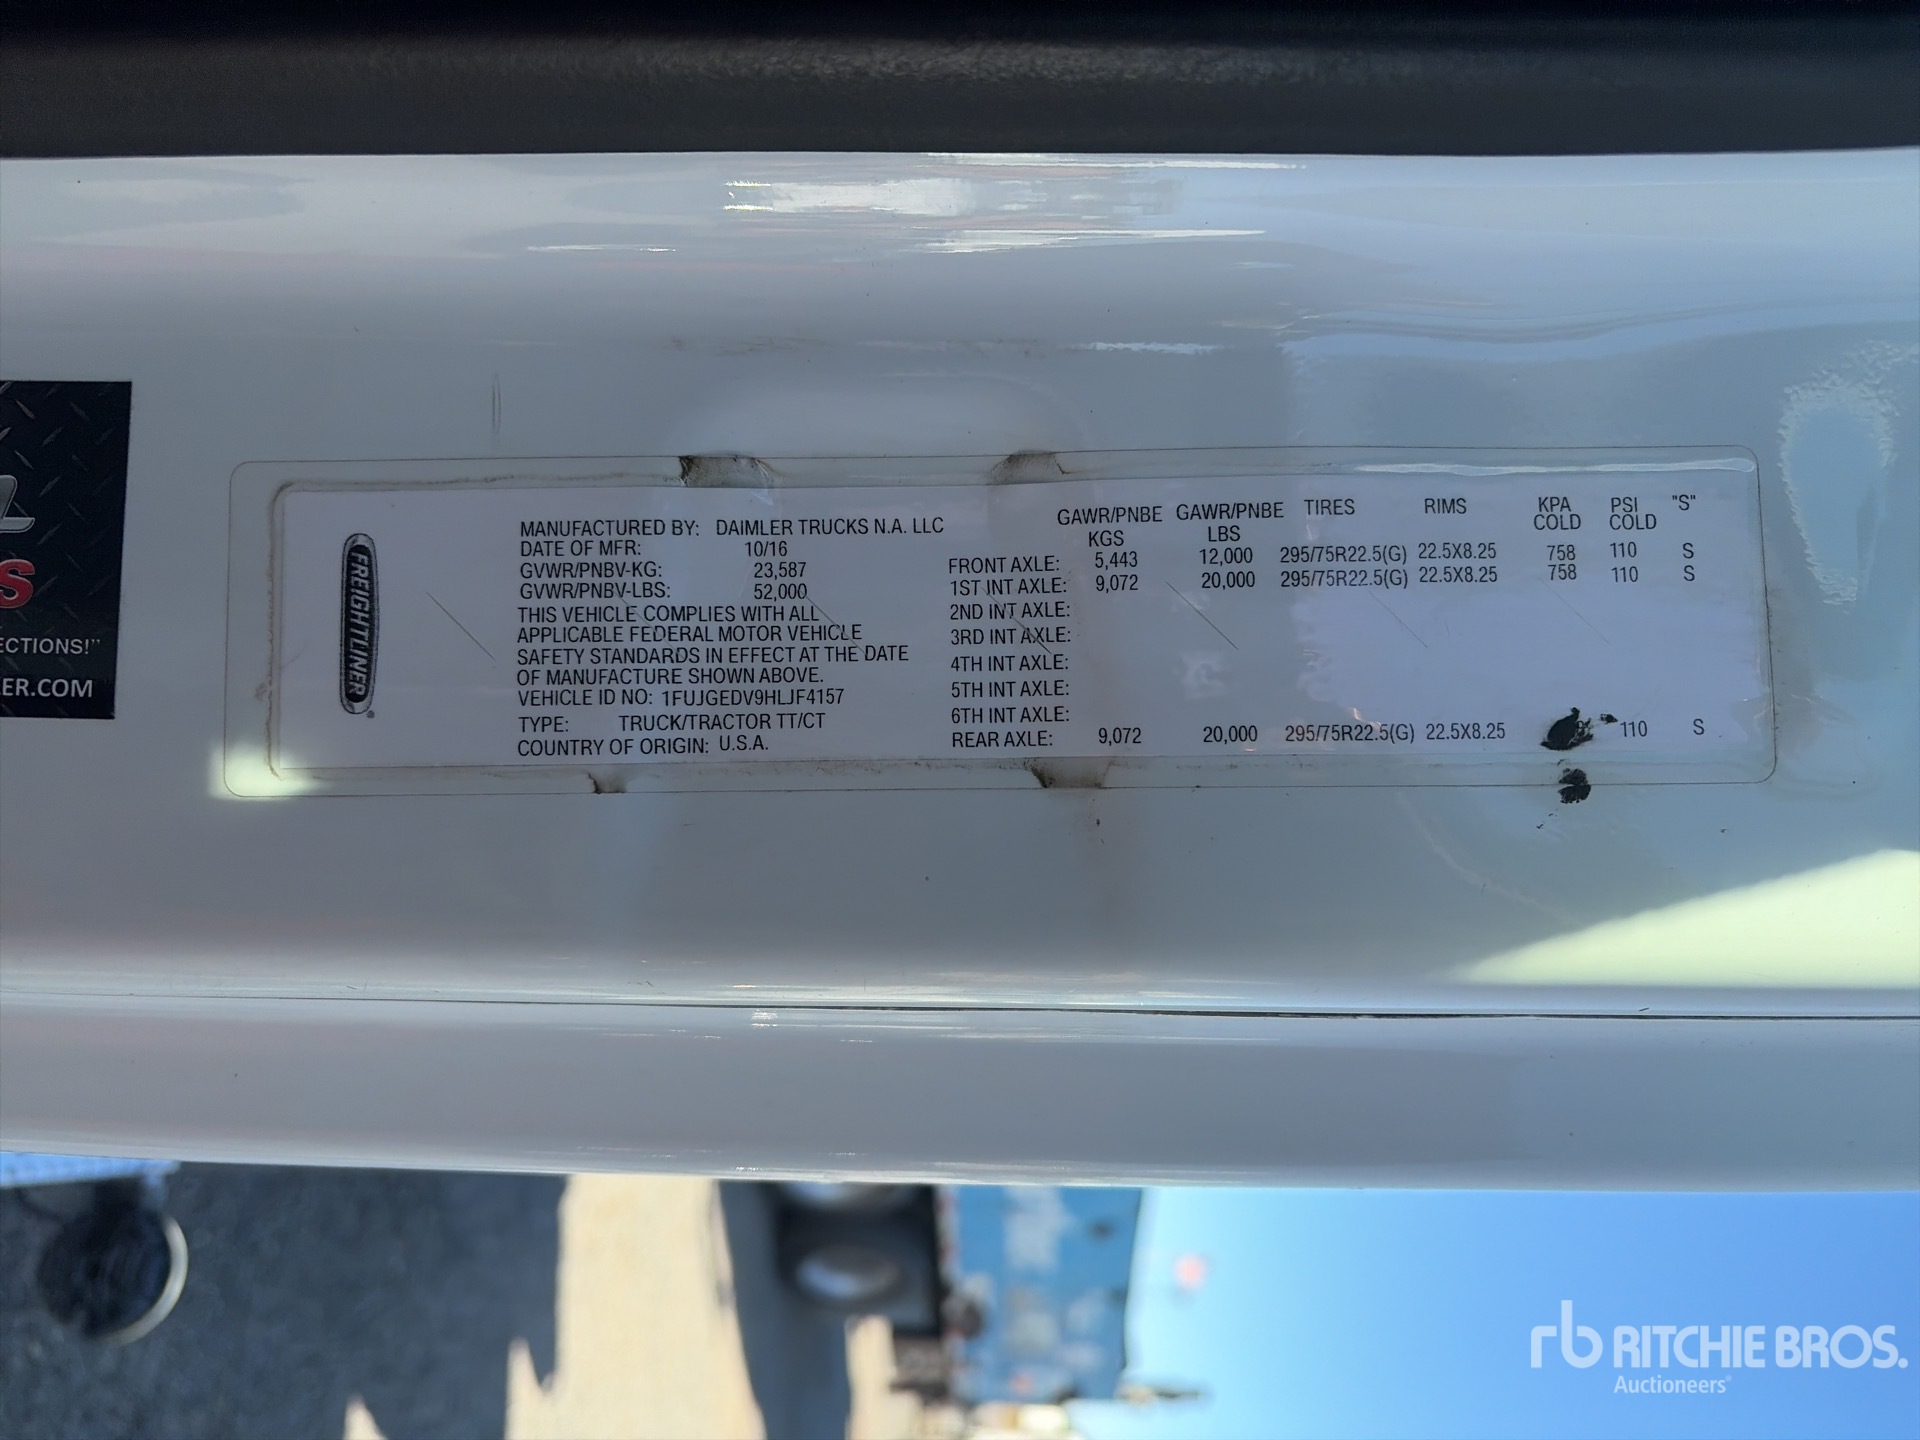 L
S
ECTIONS!"
ER.COM
FREIGHTLINER
MANUFACTURED BY: DAIMLER TRUCKS N.A. LLC
DATE OF MFR: 10/16
GVWR/PNBV-KG: 23,587
GVWR/PNBV-LBS: 52,000
THIS VEHICLE COMPLIES WITH ALL
APPLICABLE FEDERAL MOTOR VEHICLE
SAFETY STANDARDS IN EFFECT AT THE DATE
OF MANUFACTURE SHOWN ABOVE.
VEHICLE ID NO: 1FUJGEDV9HLJF4157
TYPE: TRUCK/TRACTOR TT/CT
COUNTRY OF ORIGIN: U.S.A.
GAWR/PNBE KGS GAWR/PNBE LBS TIRES RIMS KPA COLD PSI COLD "S"
FRONT AXLE: 5,443 12,000 295/75R22.5(G) 22.5X8.25 758 110 S
1ST INT AXLE: 9,072 20,000 295/75R22.5(G) 22.5X8.25 758 110 S
2ND INT AXLE:
3RD INT AXLE:
4TH INT AXLE:
5TH INT AXLE:
6TH INT AXLE:
REAR AXLE: 9,072 20,000 295/75R22.5(G) 22.5X8.25 110 S
rb RITCHIE BROS.
Auctioneers